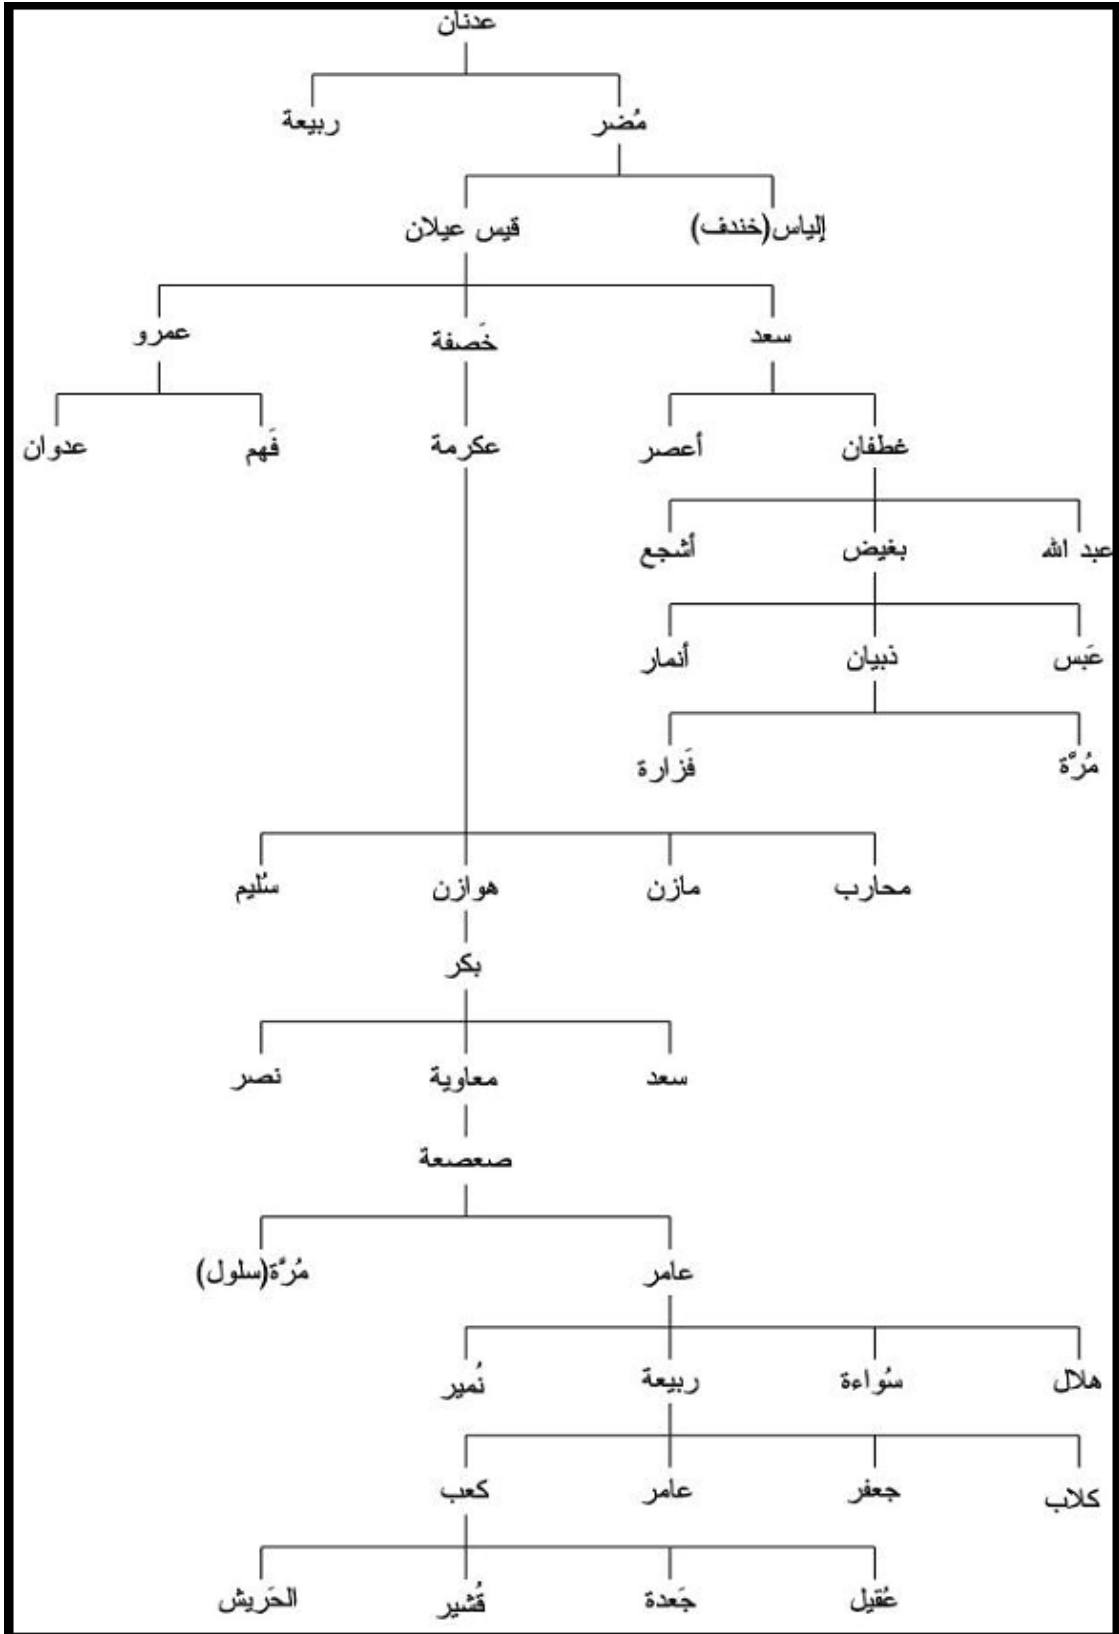 عدنان
مُضر ربيعة
إلياس(خندف) قيس عيلان
سعد خَصفة عمرو
غطفان أعصر عكرمة فَهم عدوان
عبد الله بغيض أشجع
عَبس ذبيان أنمار
مُرَّة فَزارة
محارب مازن هوازن سُليم
بكر
سعد معاوية نصر
صعصعة
عامر مُرَّة(سلول)
هلال سُواءة ربيعة نُمير
كلاب جعفر عامر كعب
عُقيل جَعدة قُشير الحَريش